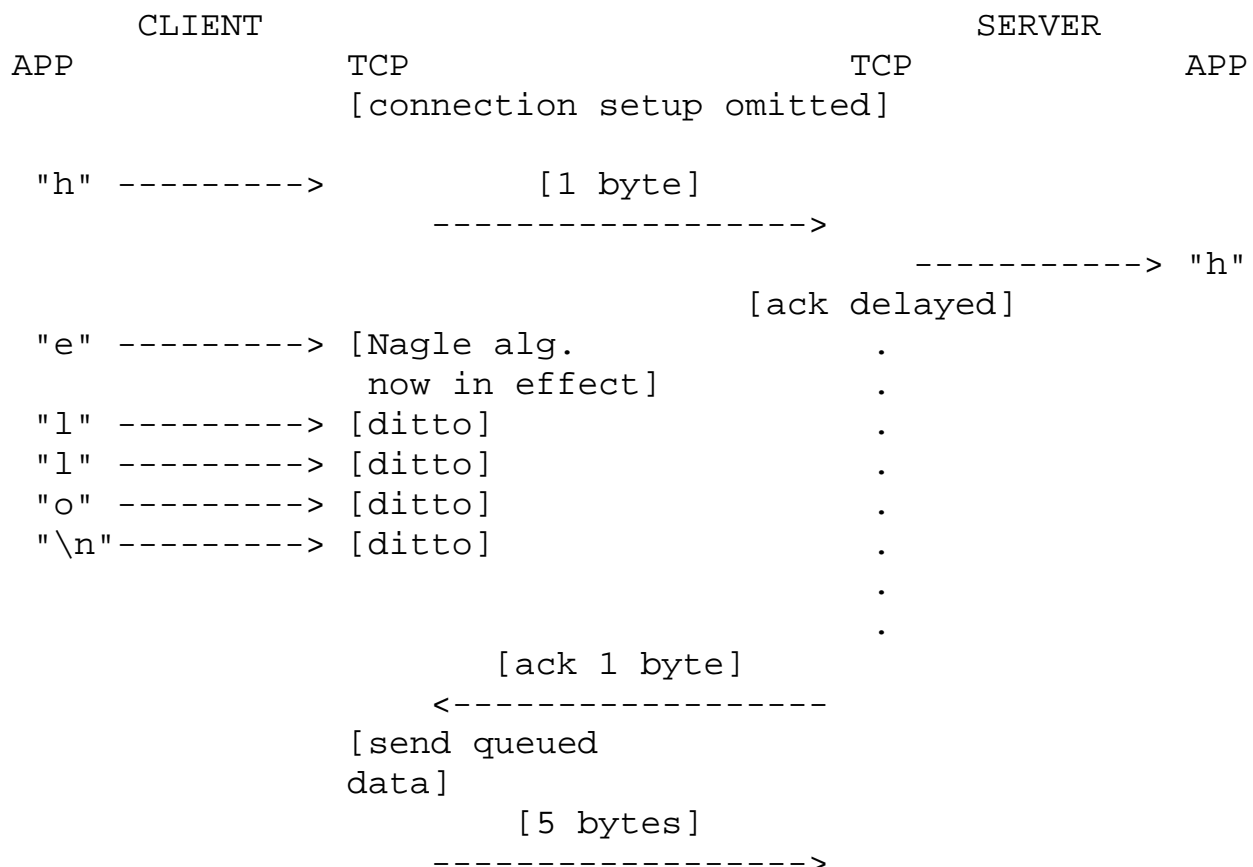 CLIENT SERVER
APP TCP TCP APP
[connection setup omitted]
"h" ---------> [1 byte]
------------------>
-----------> "h"
[ack delayed]
"e" ---------> [Nagle alg. .
now in effect] .
"l" ---------> [ditto] .
"l" ---------> [ditto] .
"o" ---------> [ditto] .
"\n"---------> [ditto] .
.
.
[ack 1 byte]
<------------------
[send queued
data]
[5 bytes]
------------------>